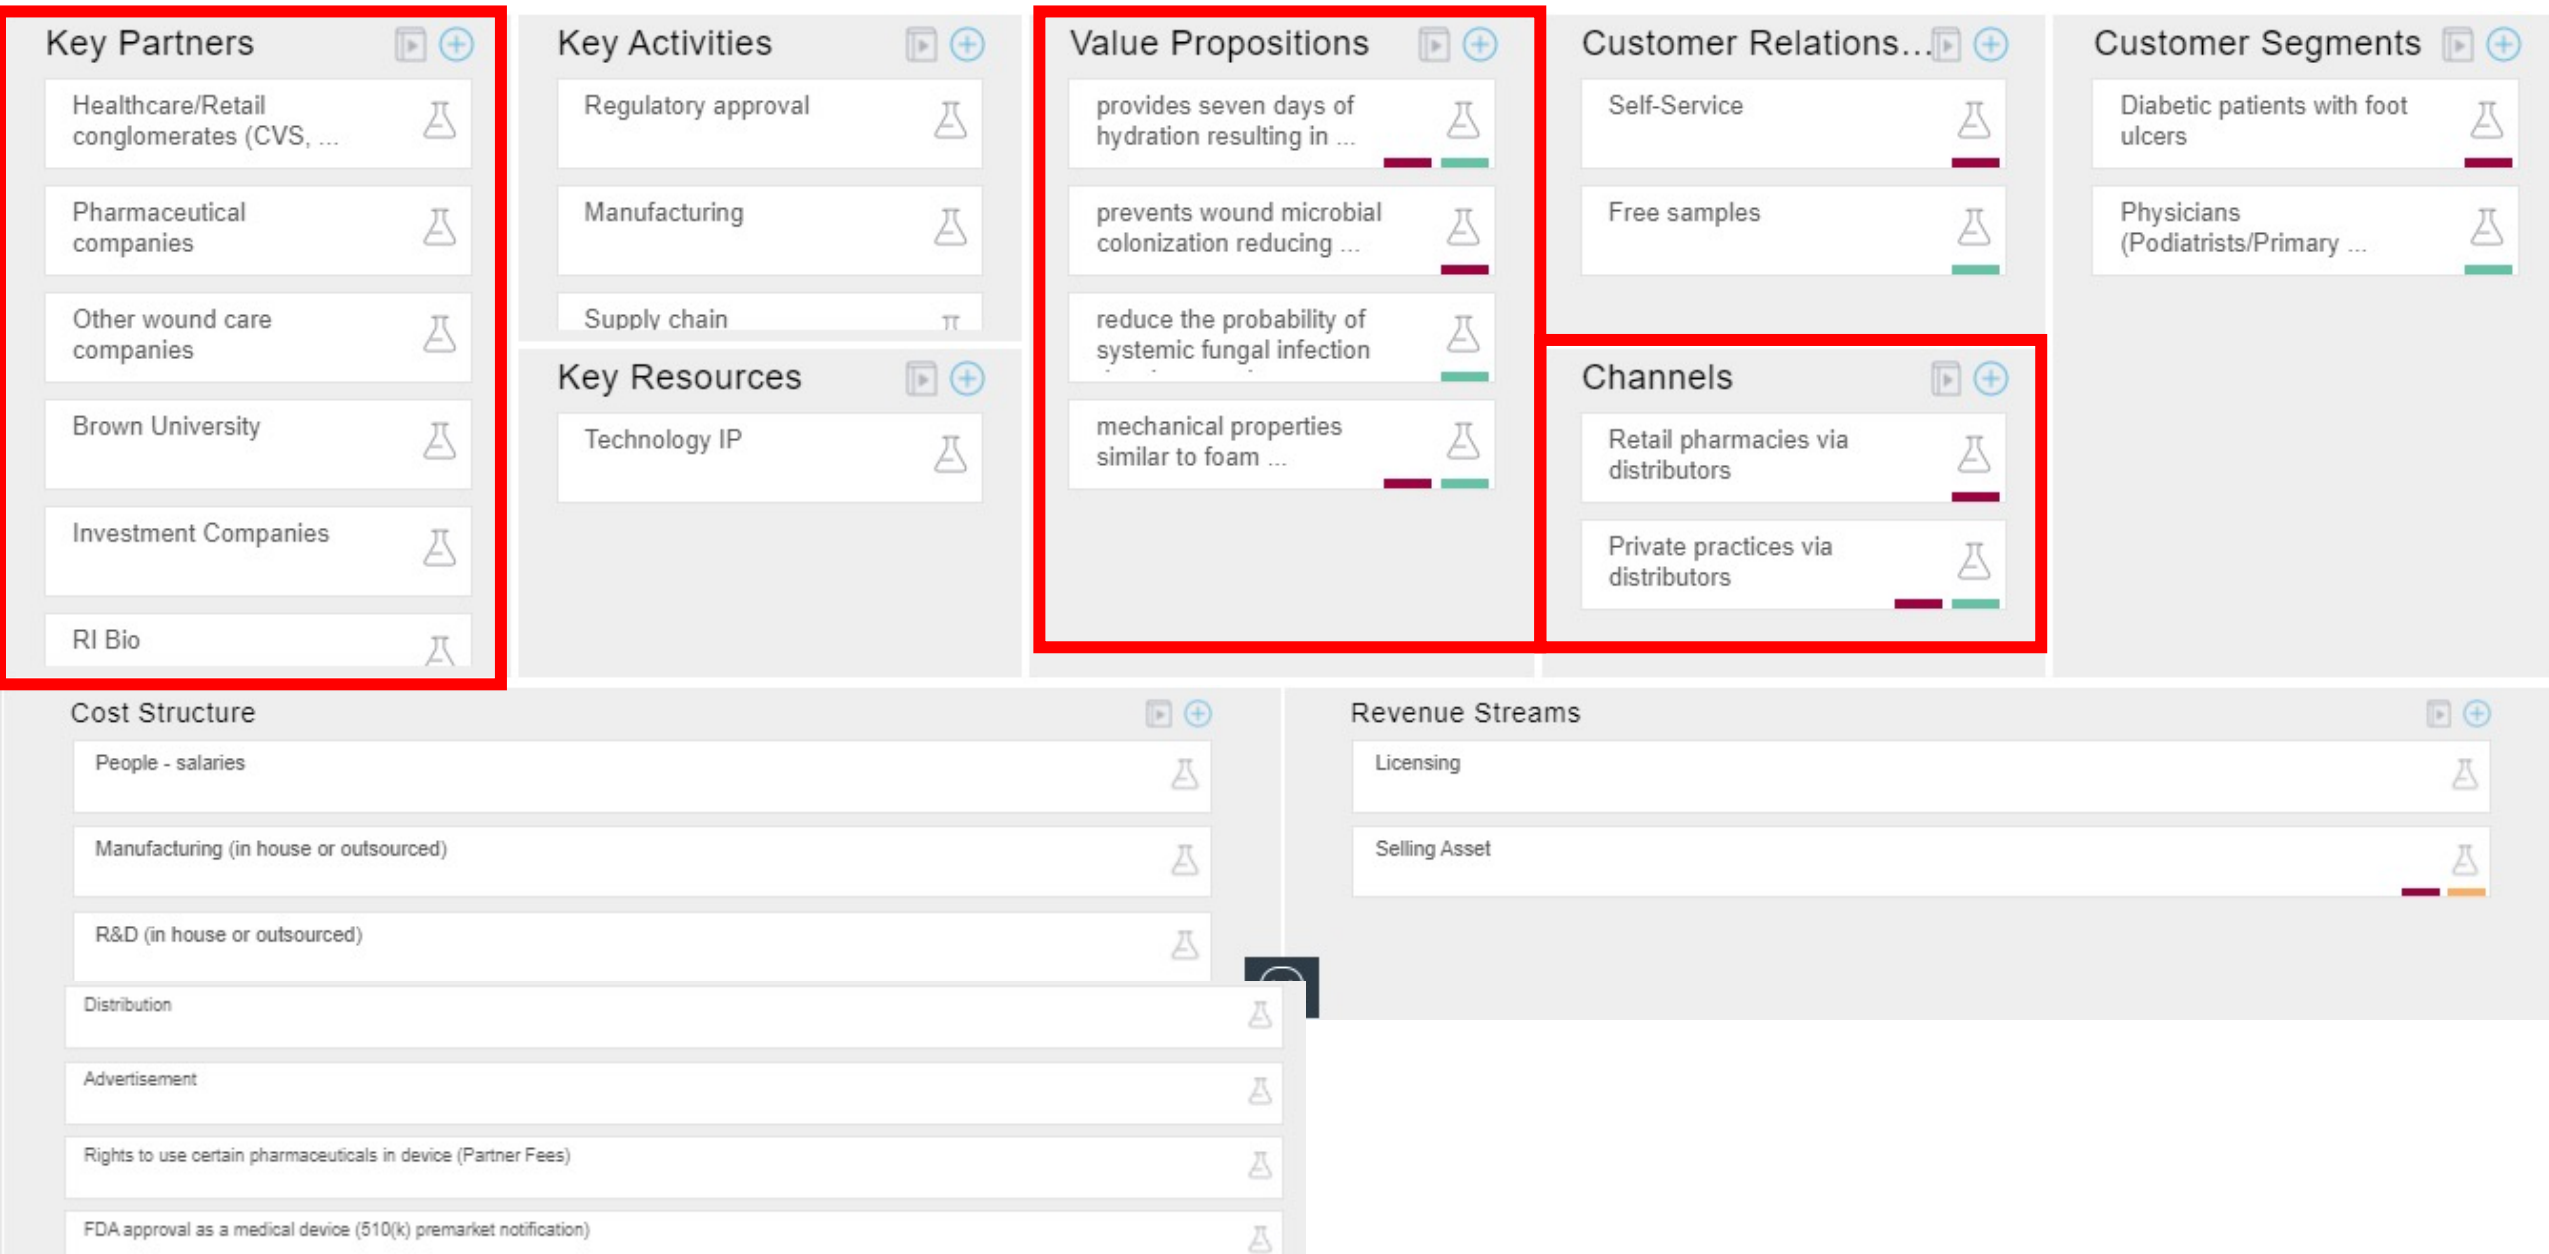 Key Partners
Healthcare/Retail
conglomerates (CVS, ...
Pharmaceutical
companies
Other wound care
companies
Brown University
Investment Companies
RI Bio
Key Activities
Regulatory approval
Manufacturing
Supply chain
Key Resources
Technology IP
Value Propositions
provides seven days of
hydration resulting in ...
prevents wound microbial
colonization reducing ...
reduce the probability of
systemic fungal infection
mechanical properties
similar to foam ...
Customer Relations...
Self-Service
Free samples
Channels
Retail pharmacies via
distributors
Private practices via
distributors
Customer Segments
Diabetic patients with foot
ulcers
Physicians
(Podiatrists/Primary ...
Cost Structure
People - salaries
Manufacturing (in house or outsourced)
R&D (in house or outsourced)
Distribution
Advertisement
Rights to use certain pharmaceuticals in device (Partner Fees)
FDA approval as a medical device (510(k) premarket notification)
Revenue Streams
Licensing
Selling Asset